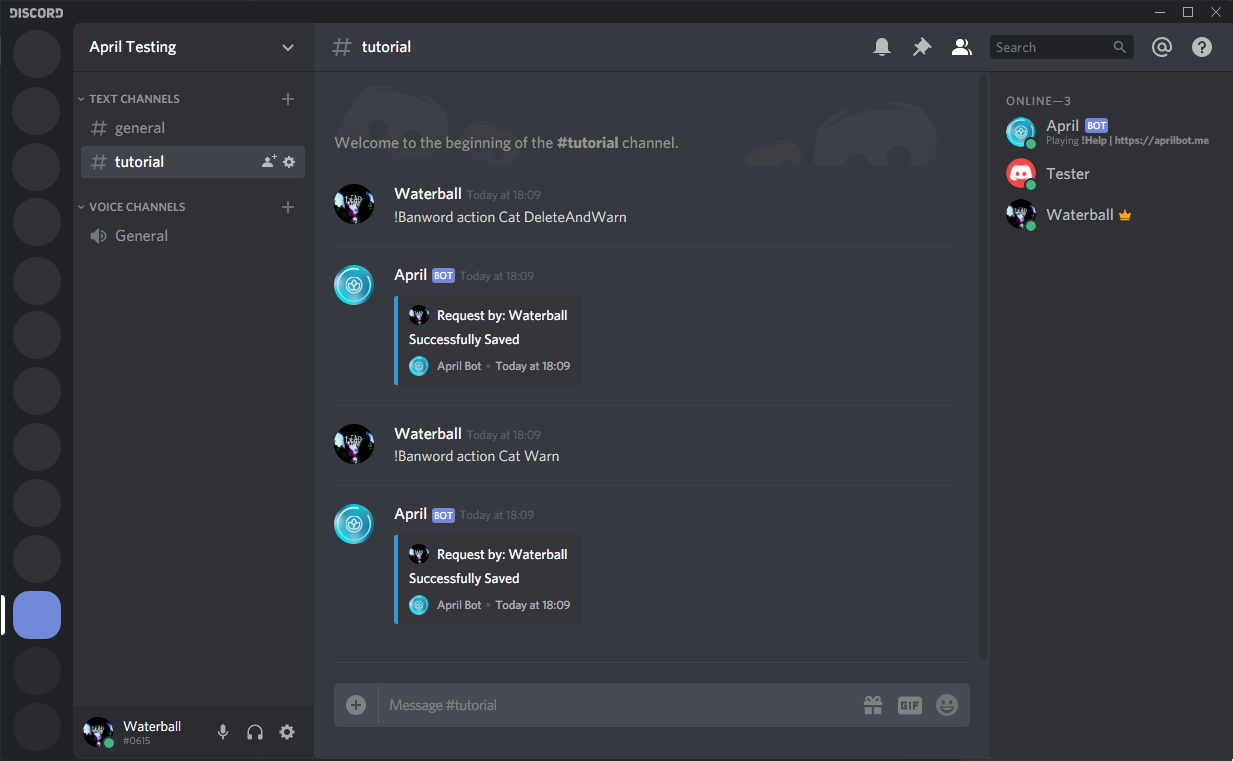 DISCORD
April Testing
TEXT CHANNELS
general
tutorial
VOICE CHANNELS
General
Waterball
#0615
# tutorial
Search
Welcome to the beginning of the #tutorial channel.
Waterball Today at 18:09
!Banword action Cat DeleteAndWarn
April BOT Today at 18:09
Request by: Waterball
Successfully Saved
April Bot • Today at 18:09
Waterball Today at 18:09
!Banword action Cat Warn
April BOT Today at 18:09
Request by: Waterball
Successfully Saved
April Bot • Today at 18:09
Message #tutorial
GIF
ONLINE—3
April BOT
Playing !Help | https://aprilbot.me
Tester
Waterball